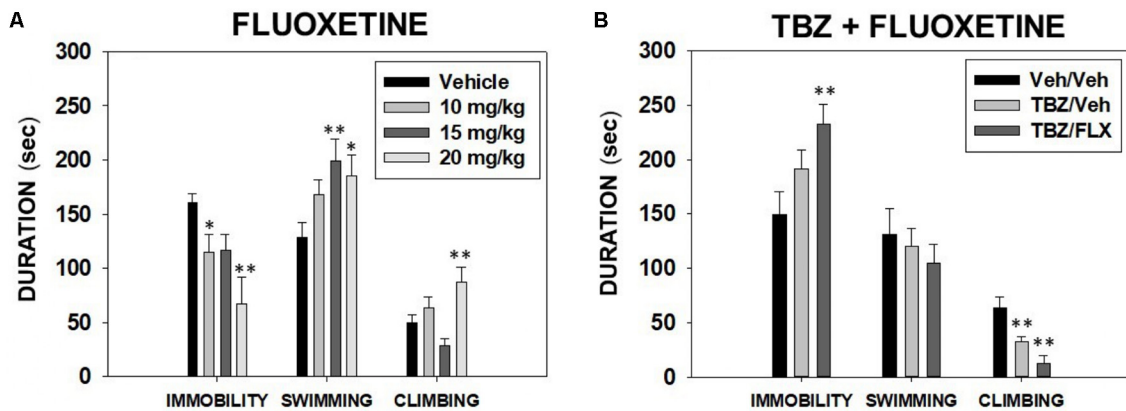 A
FLUOXETINE
300
250
200
150
100
50
0
DURATION (sec)
Vehicle
10 mg/kg
15 mg/kg
20 mg/kg
*
**
**
*
**
IMMOBILITY SWIMMING CLIMBING
B
TBZ + FLUOXETINE
300
250
200
150
100
50
0
DURATION (sec)
Veh/Veh
TBZ/Veh
TBZ/FLX
**
**
**
IMMOBILITY SWIMMING CLIMBING